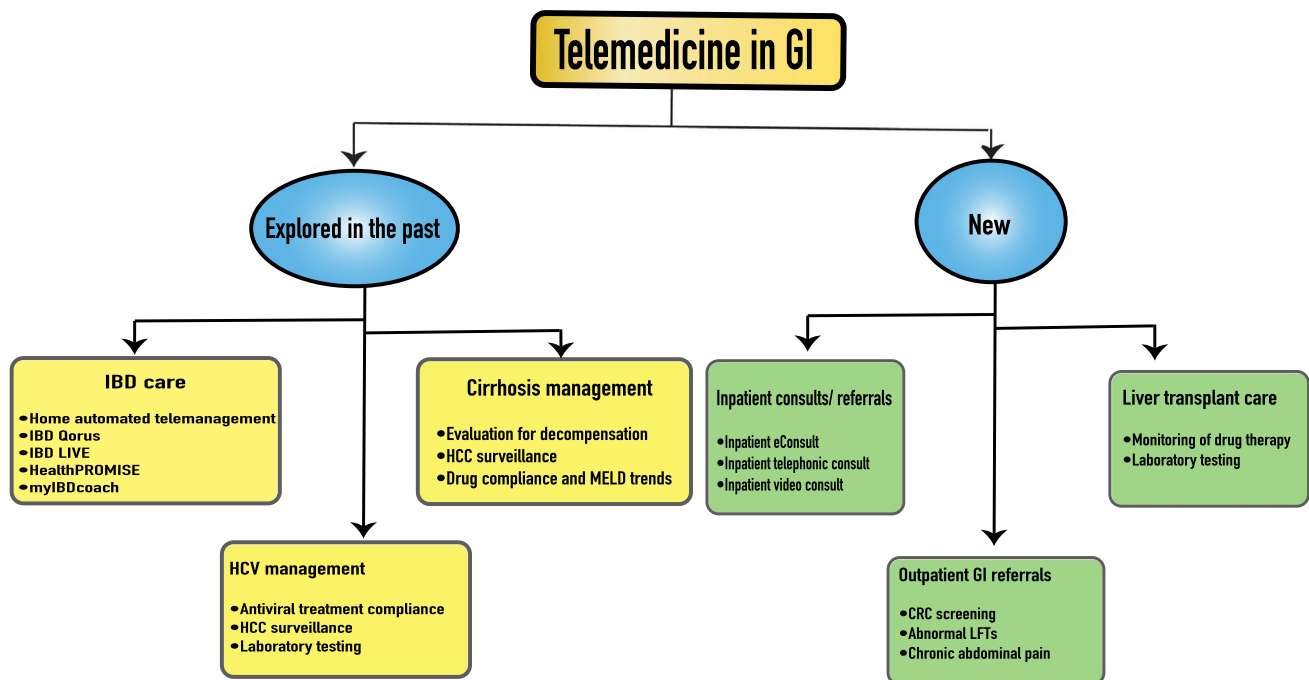 Telemedicine in GI
Explored in the past
New
IBD care
•Home automated telemanagement
•IBD Qorus
•IBD LIVE
•HealthPROMISE
•myIBDcoach
Cirrhosis management
•Evaluation for decompensation
•HCC surveillance
•Drug compliance and MELD trends
HCV management
•Antiviral treatment compliance
•HCC surveillance
•Laboratory testing
Inpatient consults/ referrals
•Inpatient eConsult
•Inpatient telephonic consult
•Inpatient video consult
Liver transplant care
•Monitoring of drug therapy
•Laboratory testing
Outpatient GI referrals
•CRC screening
•Abnormal LFTs
•Chronic abdominal pain